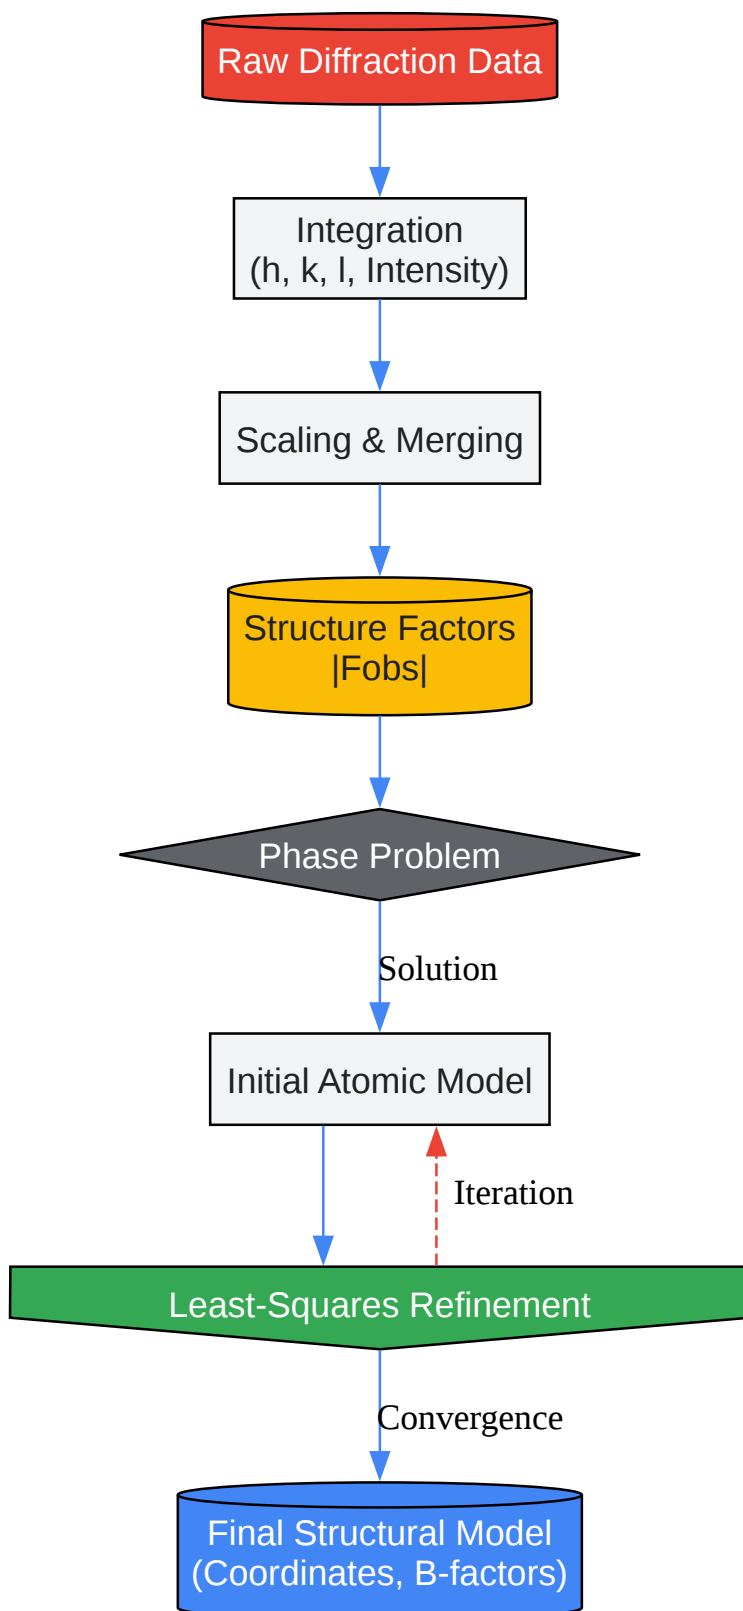 Raw Diffraction Data
Integration
(h, k, l, Intensity)
Scaling & Merging
Structure Factors
|Fobs|
Phase Problem
Solution
Initial Atomic Model
Iteration
Least-Squares Refinement
Convergence
Final Structural Model
(Coordinates, B-factors)